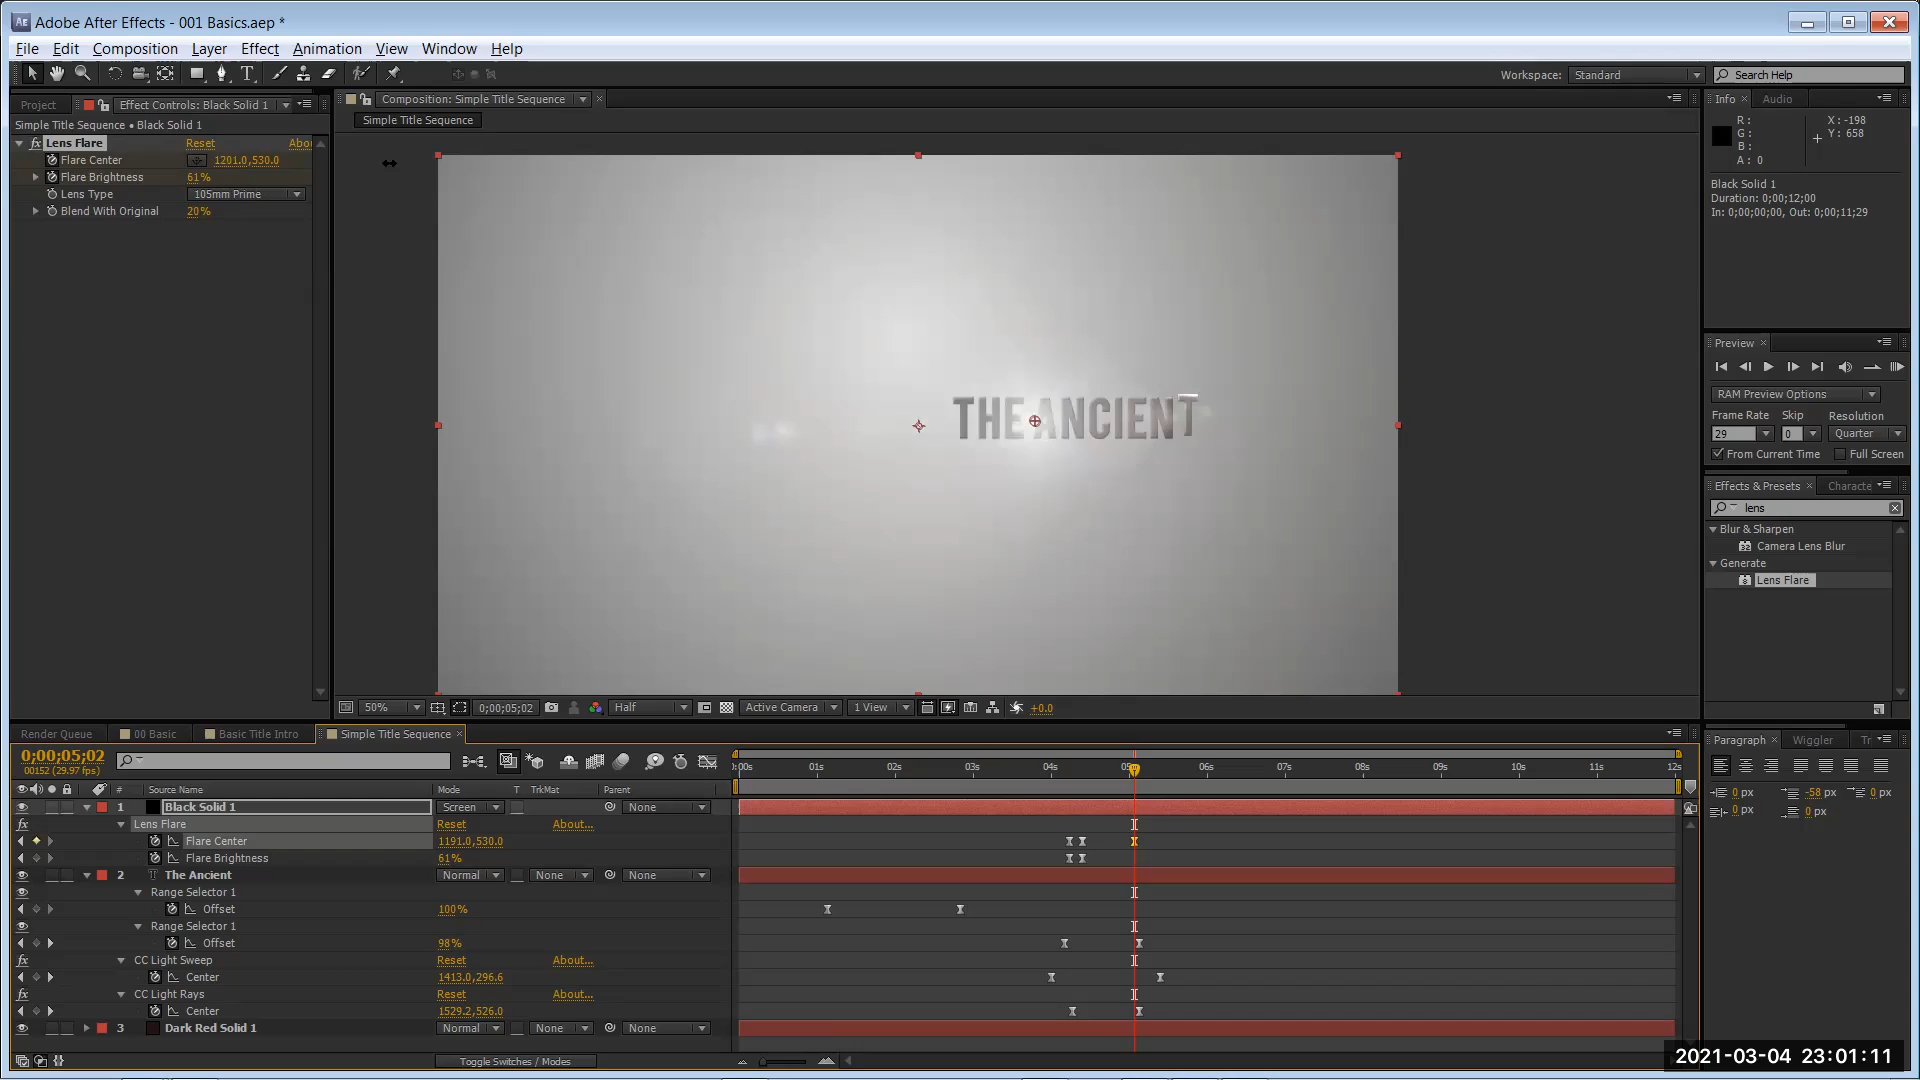 Adobe After Effects - 001 Basics.aep *
File Edit Composition Layer Effect Animation View Window Help
Workspace: Standard Search Help
Project Effect Controls: Black Solid 1
Composition: Simple Title Sequence
Info Audio
Simple Title Sequence
Simple Title Sequence • Black Solid 1
fx Lens Flare Reset Abou
Flare Center 1201.0,530.0
Flare Brightness 61%
Lens Type 105mm Prime
Blend With Original 20%
R:
G:
B:
A: 0
X: -198
Y: 658
Black Solid 1
Duration: 0;00;12;00
In: 0;00;00;00, Out: 0;00;11;29
THE ANCIENT
Preview
RAM Preview Options
Frame Rate Skip Resolution
29 0 Quarter
From Current Time Full Screen
Effects & Presets Characte
lens
Blur & Sharpen
Camera Lens Blur
Generate
Lens Flare
50% 0;00;05;02 Half Active Camera 1 View +0.0
Render Queue 00 Basic Basic Title Intro Simple Title Sequence
0;00;05;02
00152 (29.97 fps)
:00s 01s 02s 03s 04s 05s 06s 07s 08s 09s 10s 11s 12s
# Source Name Mode T TrkMat Parent
1 Black Solid 1 Screen None
fx Lens Flare Reset About...
Flare Center 1191.0,530.0
Flare Brightness 61%
2 T The Ancient Normal None None
Range Selector 1
Offset 100%
Range Selector 1
Offset 98%
fx CC Light Sweep Reset About...
Center 1413.0,296.6
fx CC Light Rays Reset About...
Center 1529.2,526.0
3 Dark Red Solid 1 Normal None None
Toggle Switches / Modes
Paragraph Wiggler Tr
0 px -58 px 0 px
0 px 0 px
2021-03-04 23:01:11